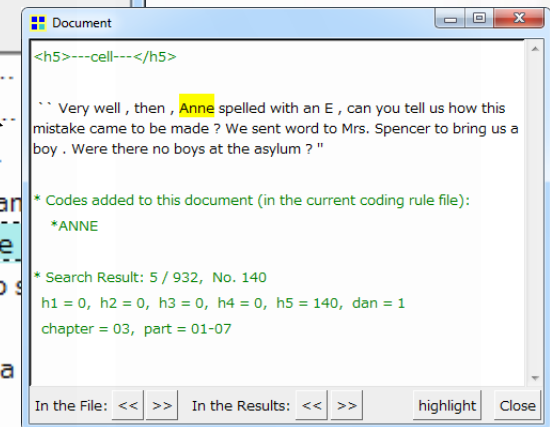 Document
<h5>---cell---</h5>
`` Very well , then , Anne spelled with an E , can you tell us how this
mistake came to be made ? We sent word to Mrs. Spencer to bring us a
boy . Were there no boys at the asylum ? "
* Codes added to this document (in the current coding rule file):
*ANNE
* Search Result: 5 / 932, No. 140
h1 = 0, h2 = 0, h3 = 0, h4 = 0, h5 = 140, dan = 1
chapter = 03, part = 01-07
In the File: << >> In the Results: << >> highlight Close